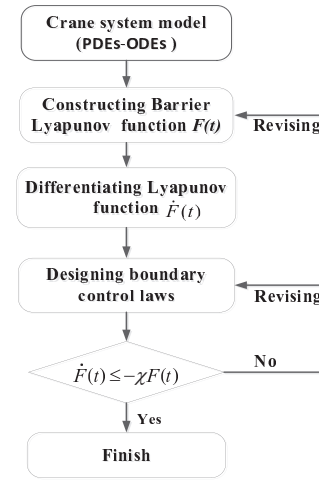 Crane system model
(PDEs-ODEs )
Constructing Barrier
Lyapunov function F(t)
Revising
Differentiating Lyapunov
function Ḟ(t)
Designing boundary
control laws
Revising
Ḟ(t) ≤ −χF(t)
No
Yes
Finish